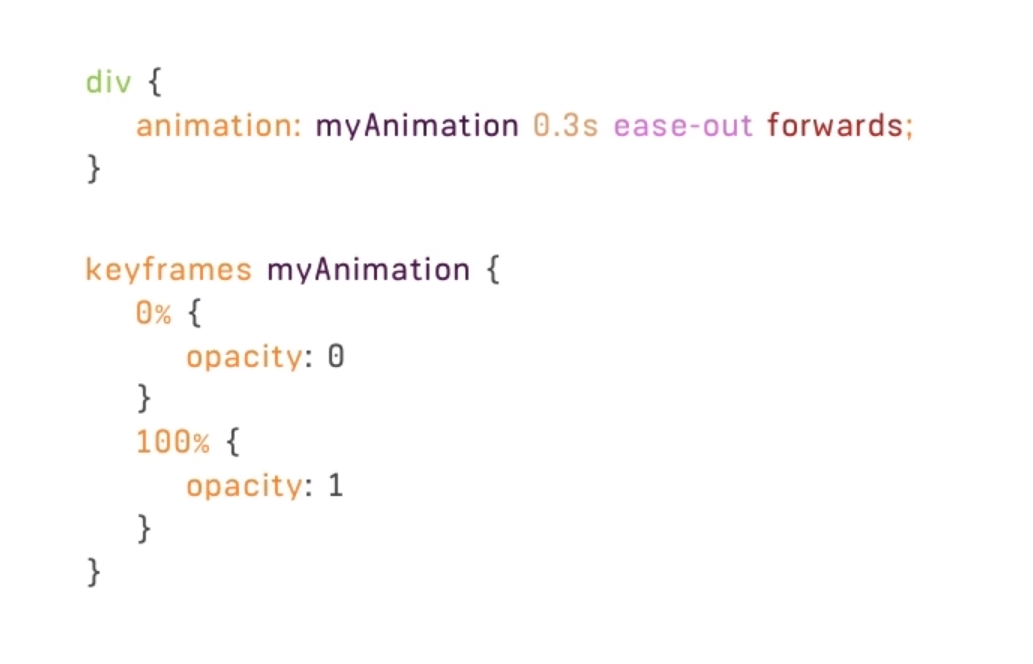 div {
animation: myAnimation 0.3s ease-out forwards;
}
keyframes myAnimation {
0% {
opacity: 0
}
100% {
opacity: 1
}
}